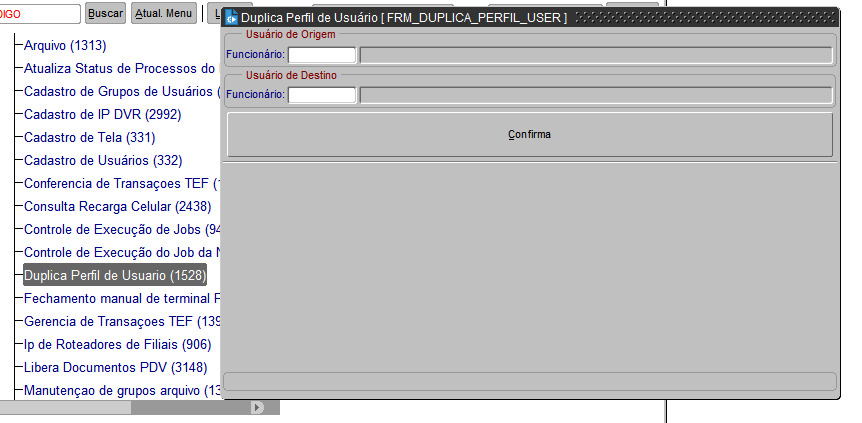 DIGO
Buscar
Atual. Menu
Duplica Perfil de Usuário [ FRM_DUPLICA_PERFIL_USER ]
Usuário de Origem
Funcionário:
Usuário de Destino
Funcionário:
Confirma
Arquivo (1313)
Atualiza Status de Processos do
Cadastro de Grupos de Usuários (
Cadastro de IP DVR (2992)
Cadastro de Tela (331)
Cadastro de Usuários (332)
Conferencia de Transaçoes TEF (
Consulta Recarga Celular (2438)
Controle de Execução de Jobs (94
Controle de Execução do Job da
Duplica Perfil de Usuario (1528)
Fechamento manual de terminal
Gerencia de Transaçoes TEF (139
Ip de Roteadores de Filiais (906)
Libera Documentos PDV (3148)
Manutençao de grupos arquivo (13